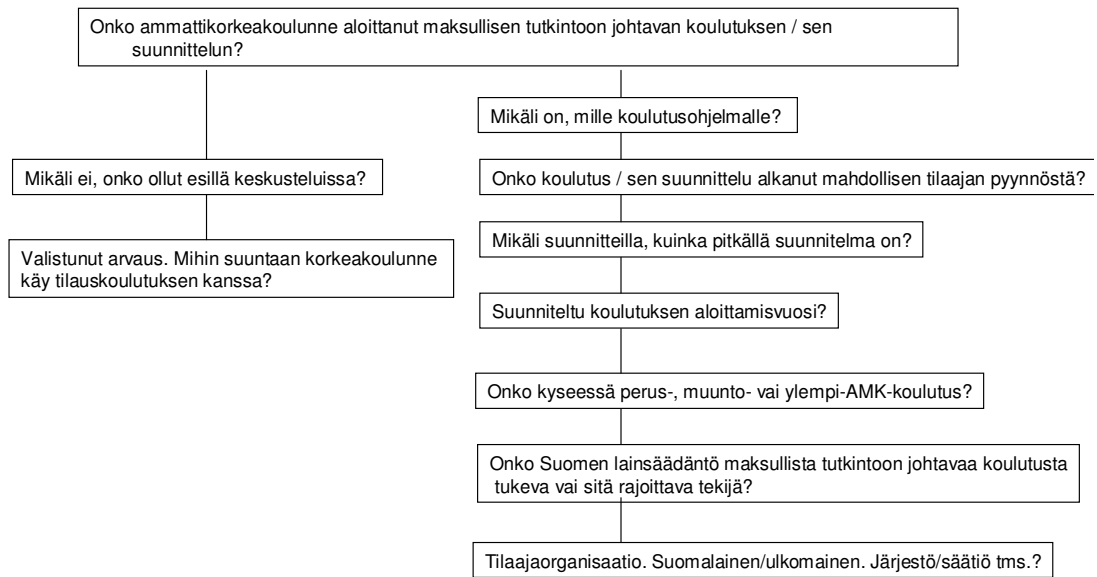 Onko ammattikorkeakoulunne aloittanut maksullisen tutkintoon johtavan koulutuksen / sen
suunnittelun?
Mikäli on, mille koulutusohjelmalle?
Mikäli ei, onko ollut esillä keskusteluissa?
Onko koulutus / sen suunnittelu alkanut mahdollisen tilaajan pyynnöstä?
Valistunut arvaus. Mihin suuntaan korkeakoulunne
käy tilauskoulutuksen kanssa?
Mikäli suunnitteilla, kuinka pitkällä suunnitelma on?
Suunniteltu koulutuksen aloittamisvuosi?
Onko kyseessä perus-, muunto- vai ylempi-AMK-koulutus?
Onko Suomen lainsäädäntö maksullista tutkintoon johtavaa koulutusta
tukeva vai sitä rajoittava tekijä?
Tilaajaorganisaatio. Suomalainen/ulkomainen. Järjestö/säätiö tms.?